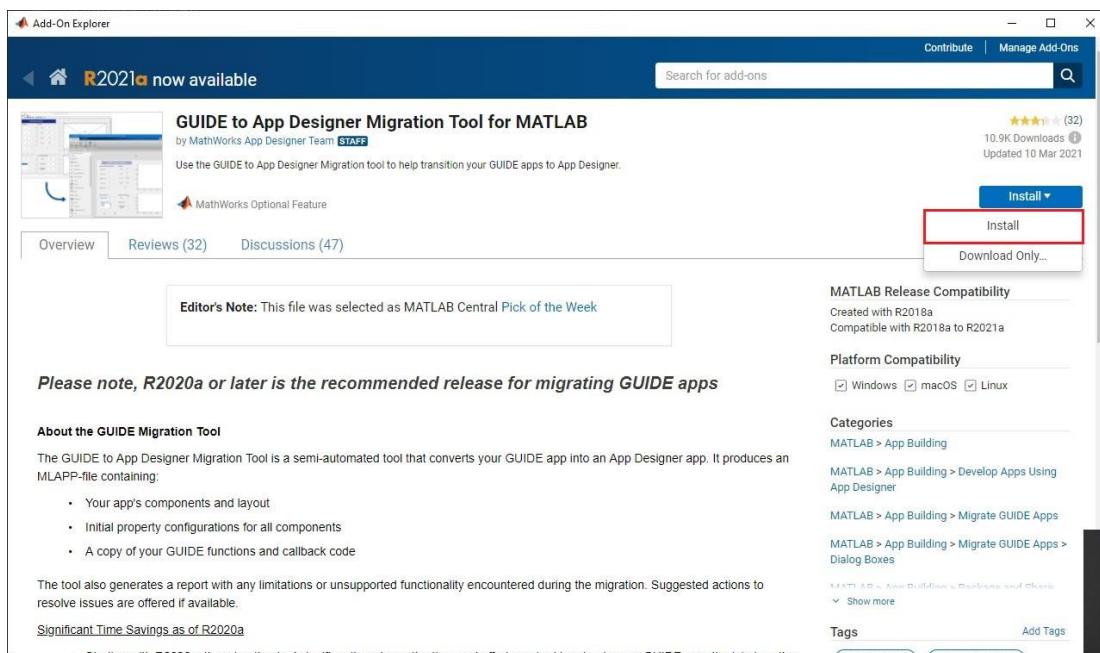 Add-On Explorer
Contribute | Manage Add-Ons
R2021a now available
Search for add-ons
GUIDE to App Designer Migration Tool for MATLAB
by MathWorks App Designer Team STAFF
Use the GUIDE to App Designer Migration tool to help transition your GUIDE apps to App Designer.
MathWorks Optional Feature
(32)
10.9K Downloads
Updated 10 Mar 2021
Install
Install
Download Only...
Overview
Reviews (32)
Discussions (47)
Editor's Note: This file was selected as MATLAB Central Pick of the Week
Please note, R2020a or later is the recommended release for migrating GUIDE apps
About the GUIDE Migration Tool
The GUIDE to App Designer Migration Tool is a semi-automated tool that converts your GUIDE app into an App Designer app. It produces an
MLAPP-file containing:
• Your app's components and layout
• Initial property configurations for all components
• A copy of your GUIDE functions and callback code
The tool also generates a report with any limitations or unsupported functionality encountered during the migration. Suggested actions to
resolve issues are offered if available.
Significant Time Savings as of R2020a
MATLAB Release Compatibility
Created with R2018a
Compatible with R2018a to R2021a
Platform Compatibility
Windows macOS Linux
Categories
MATLAB > App Building
MATLAB > App Building > Develop Apps Using
App Designer
MATLAB > App Building > Migrate GUIDE Apps
MATLAB > App Building > Migrate GUIDE Apps >
Dialog Boxes
MATLAB > App Building > Package and Share
Show more
Tags
Add Tags